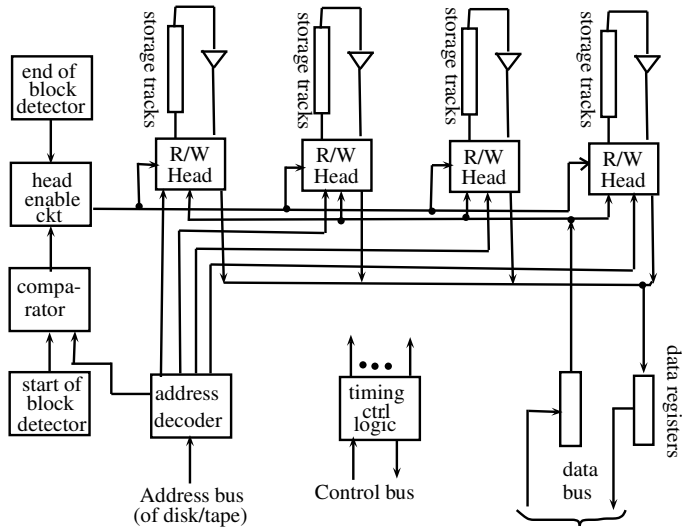 storage tracks
storage tracks
storage tracks
storage tracks
end of
block
detector
R/W
Head
R/W
Head
R/W
Head
R/W
Head
head
enable
ckt
compa-
rator
start of
block
detector
address
decoder
timing
ctrl
logic
data registers
data
bus
Address bus
(of disk/tape)
Control bus